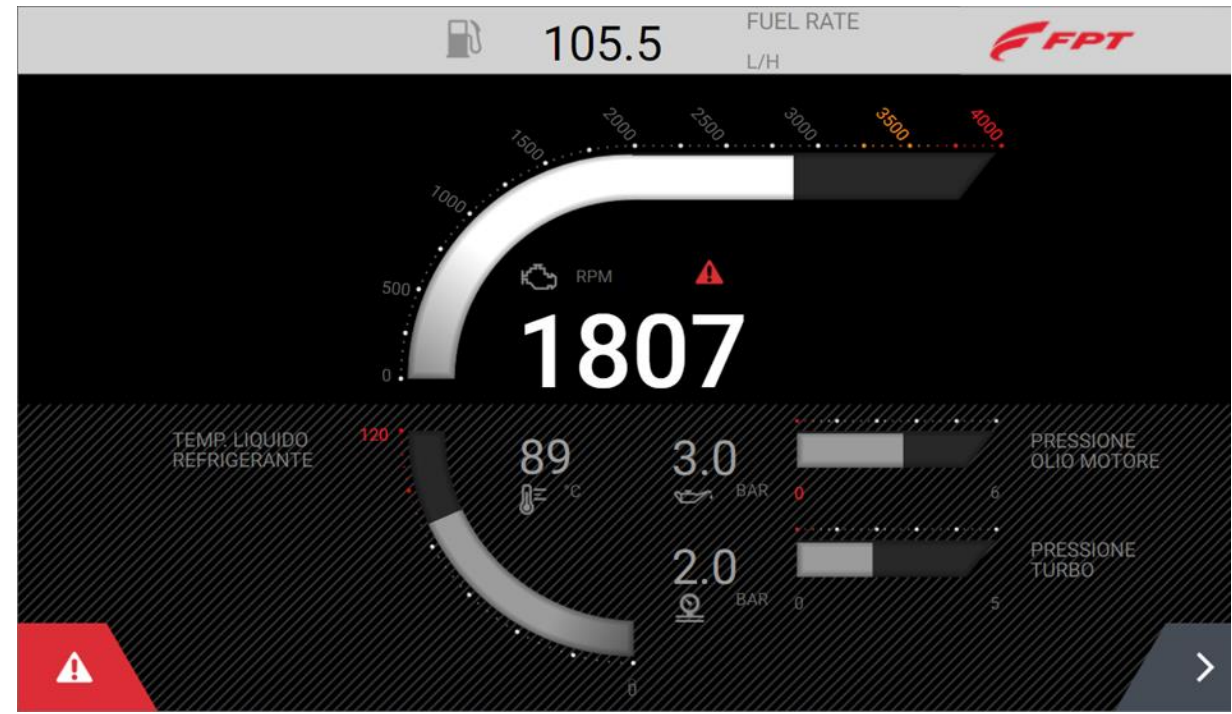 105.5
FUEL RATE
L/H
FPT
0
500
1000
1500
2000
2500
3000
3500
4000
RPM
1807
TEMP. LIQUIDO
REFRIGERANTE
120
89
°C
0
3.0
BAR
0
6
PRESSIONE
OLIO MOTORE
2.0
BAR
0
5
PRESSIONE
TURBO